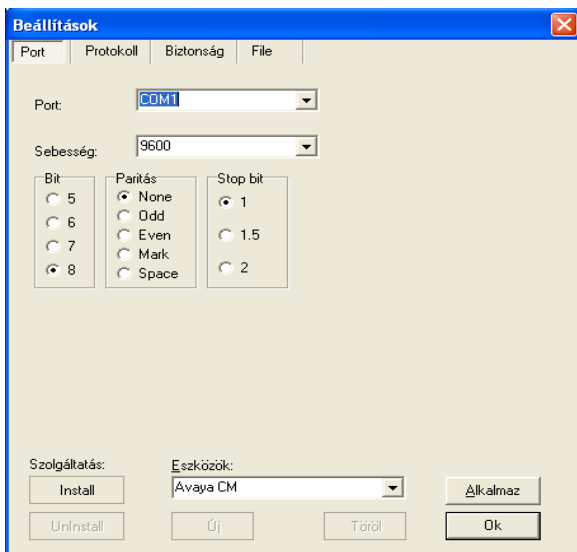 Beállítások
Port Protokoll Biztonság File
Port: COM1
Sebesség: 9600
Bit Paritás Stop bit
5 None 1
6 Odd
7 Even 1.5
8 Mark 2
Space
Szolgáltatás: Eszközök:
Install Avaya CM Alkalmaz
UnInstall Új Töröl Ok